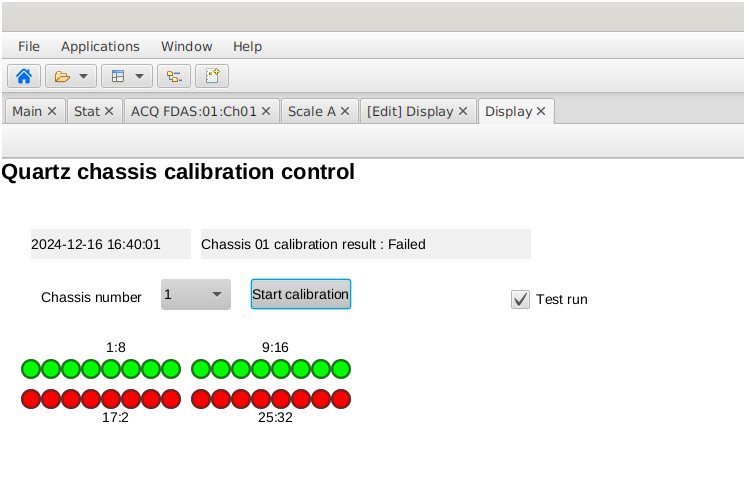 File Applications Window Help
Main Stat ACQ FDAS:01:Ch01 Scale A [Edit] Display Display
Quartz chassis calibration control
2024-12-16 16:40:01 Chassis 01 calibration result : Failed
Chassis number 1 Start calibration Test run
1:8 9:16
17:2 25:32